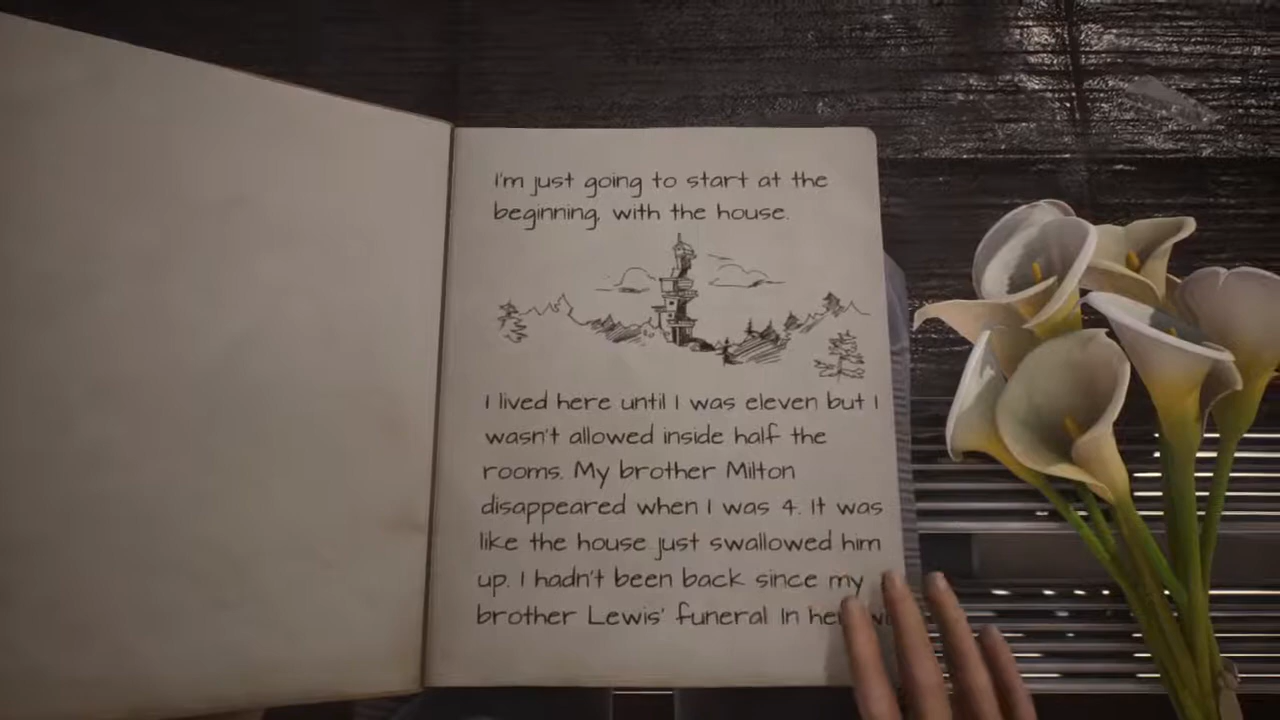 I'm just going to start at the
beginning, with the house.
I lived here until I was eleven but I
wasn't allowed inside half the
rooms. My brother Milton
disappeared when I was 4. It was
like the house just swallowed him
up. I hadn't been back since my
brother Lewis' funeral In